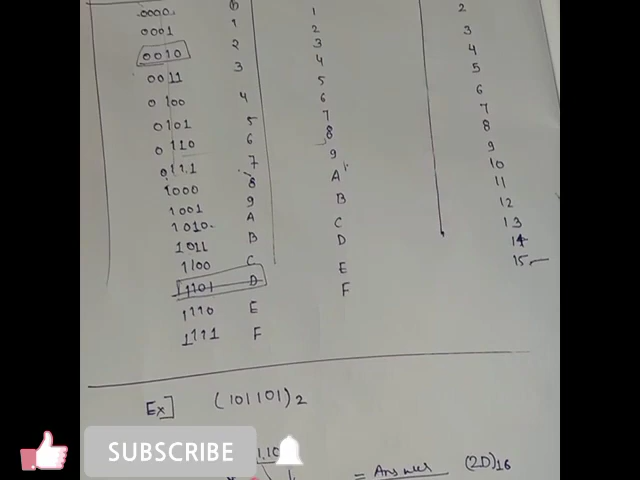 0000 0 1 2
0001 1 2 3
0010 2 3 4
0011 3 4 5
0100 4 5 6
0101 5 6 7
0110 6 7 8
0111 7 8 9
1000 8 9 10
1001 9 A 11
1010 A B 12
1011 B C 13
1100 C D 14
1101 D E 15
1110 E F
1111 F
Ex] (101101)2
SUBSCRIBE
= Answer (2D)16